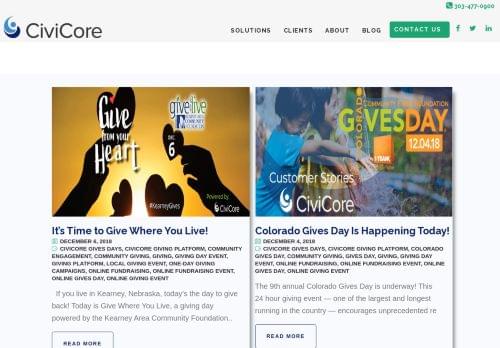 303-477-0900
CiviCore
SOLUTIONS CLIENTS ABOUT BLOG CONTACT US
Give
from your
Heart
give where you live
DEC
6
#KearneyGives
Powered by:
CiviCore
COLORADO
COMMUNITY FIRST FOUNDATION
GIVESDAY
1STBANK
12.04.18
Customer Stories
CiviCore
It's Time to Give Where You Live!
DECEMBER 6, 2018
CIVICORE GIVES DAYS, CIVICORE GIVING PLATFORM, COMMUNITY
ENGAGEMENT, COMMUNITY GIVING, GIVING, GIVING DAY EVENT,
GIVING PLATFORM, LOCAL GIVING EVENT, ONE-DAY GIVING
CAMPAIGNS, ONLINE FUNDRAISING, ONLINE FUNDRAISING EVENT,
ONLINE GIVES DAY, ONLINE GIVING EVENT
If you live in Kearney, Nebraska, today's the day to give
back! Today is Give Where You Live, a giving day
powered by the Kearney Area Community Foundation..
READ MORE
Colorado Gives Day Is Happening Today!
DECEMBER 4, 2018
CIVICORE GIVES DAYS, CIVICORE GIVING PLATFORM, COLORADO
GIVES DAY, COMMUNITY GIVING, GIVES DAY, GIVING, GIVING DAY
EVENT, ONLINE FUNDRAISING, ONLINE FUNDRAISING EVENT, ONLINE
GIVES DAY, ONLINE GIVING EVENT
The 9th annual Colorado Gives Day is underway! This
24 hour giving event — one of the largest and longest
running in the country — encourages unprecedented re
READ MORE